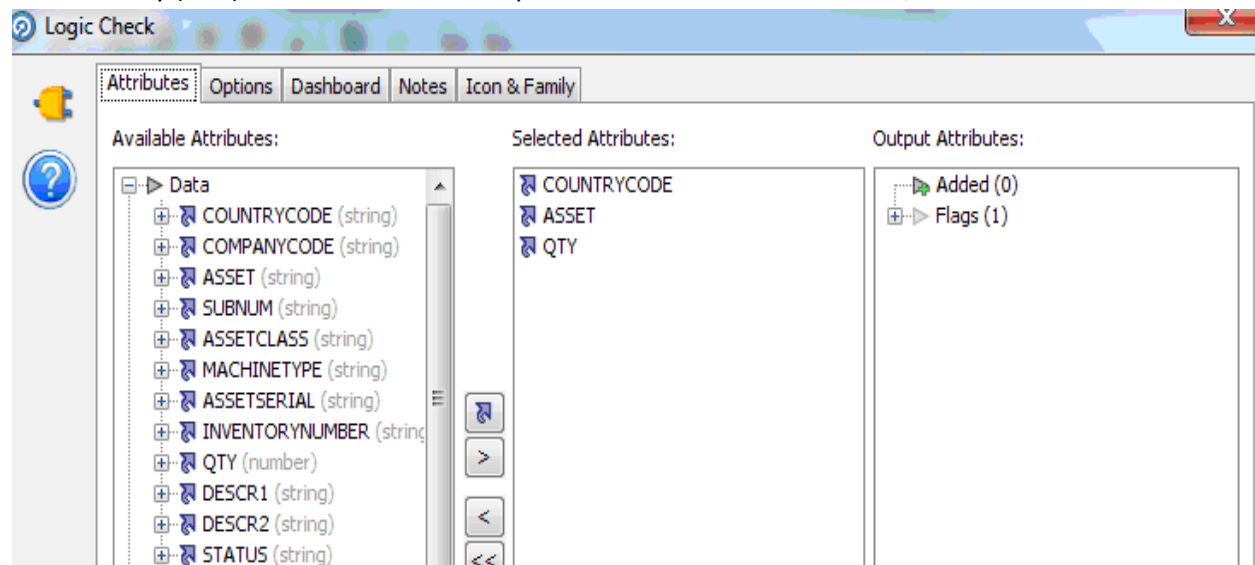 Logic Check
X
Attributes Options Dashboard Notes Icon & Family
Available Attributes:
Selected Attributes:
Output Attributes:
Data
COUNTRYCODE (string)
COMPANYCODE (string)
ASSET (string)
SUBNUM (string)
ASSETCLASS (string)
MACHINETYPE (string)
ASSETSERIAL (string)
INVENTORYNUMBER (string
QTY (number)
DESCR1 (string)
DESCR2 (string)
STATUS (string)
>
<
<<
COUNTRYCODE
ASSET
QTY
Added (0)
Flags (1)